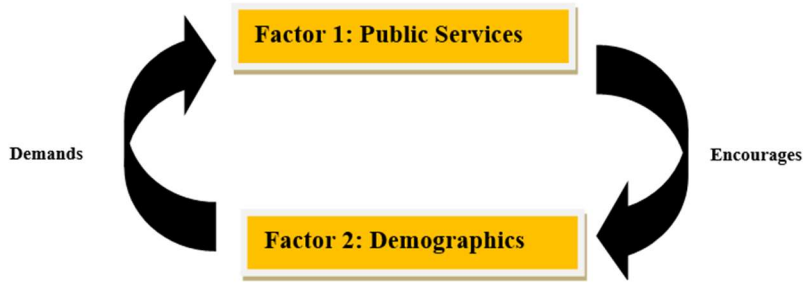 Factor 1: Public Services
Demands
Encourages
Factor 2: Demographics